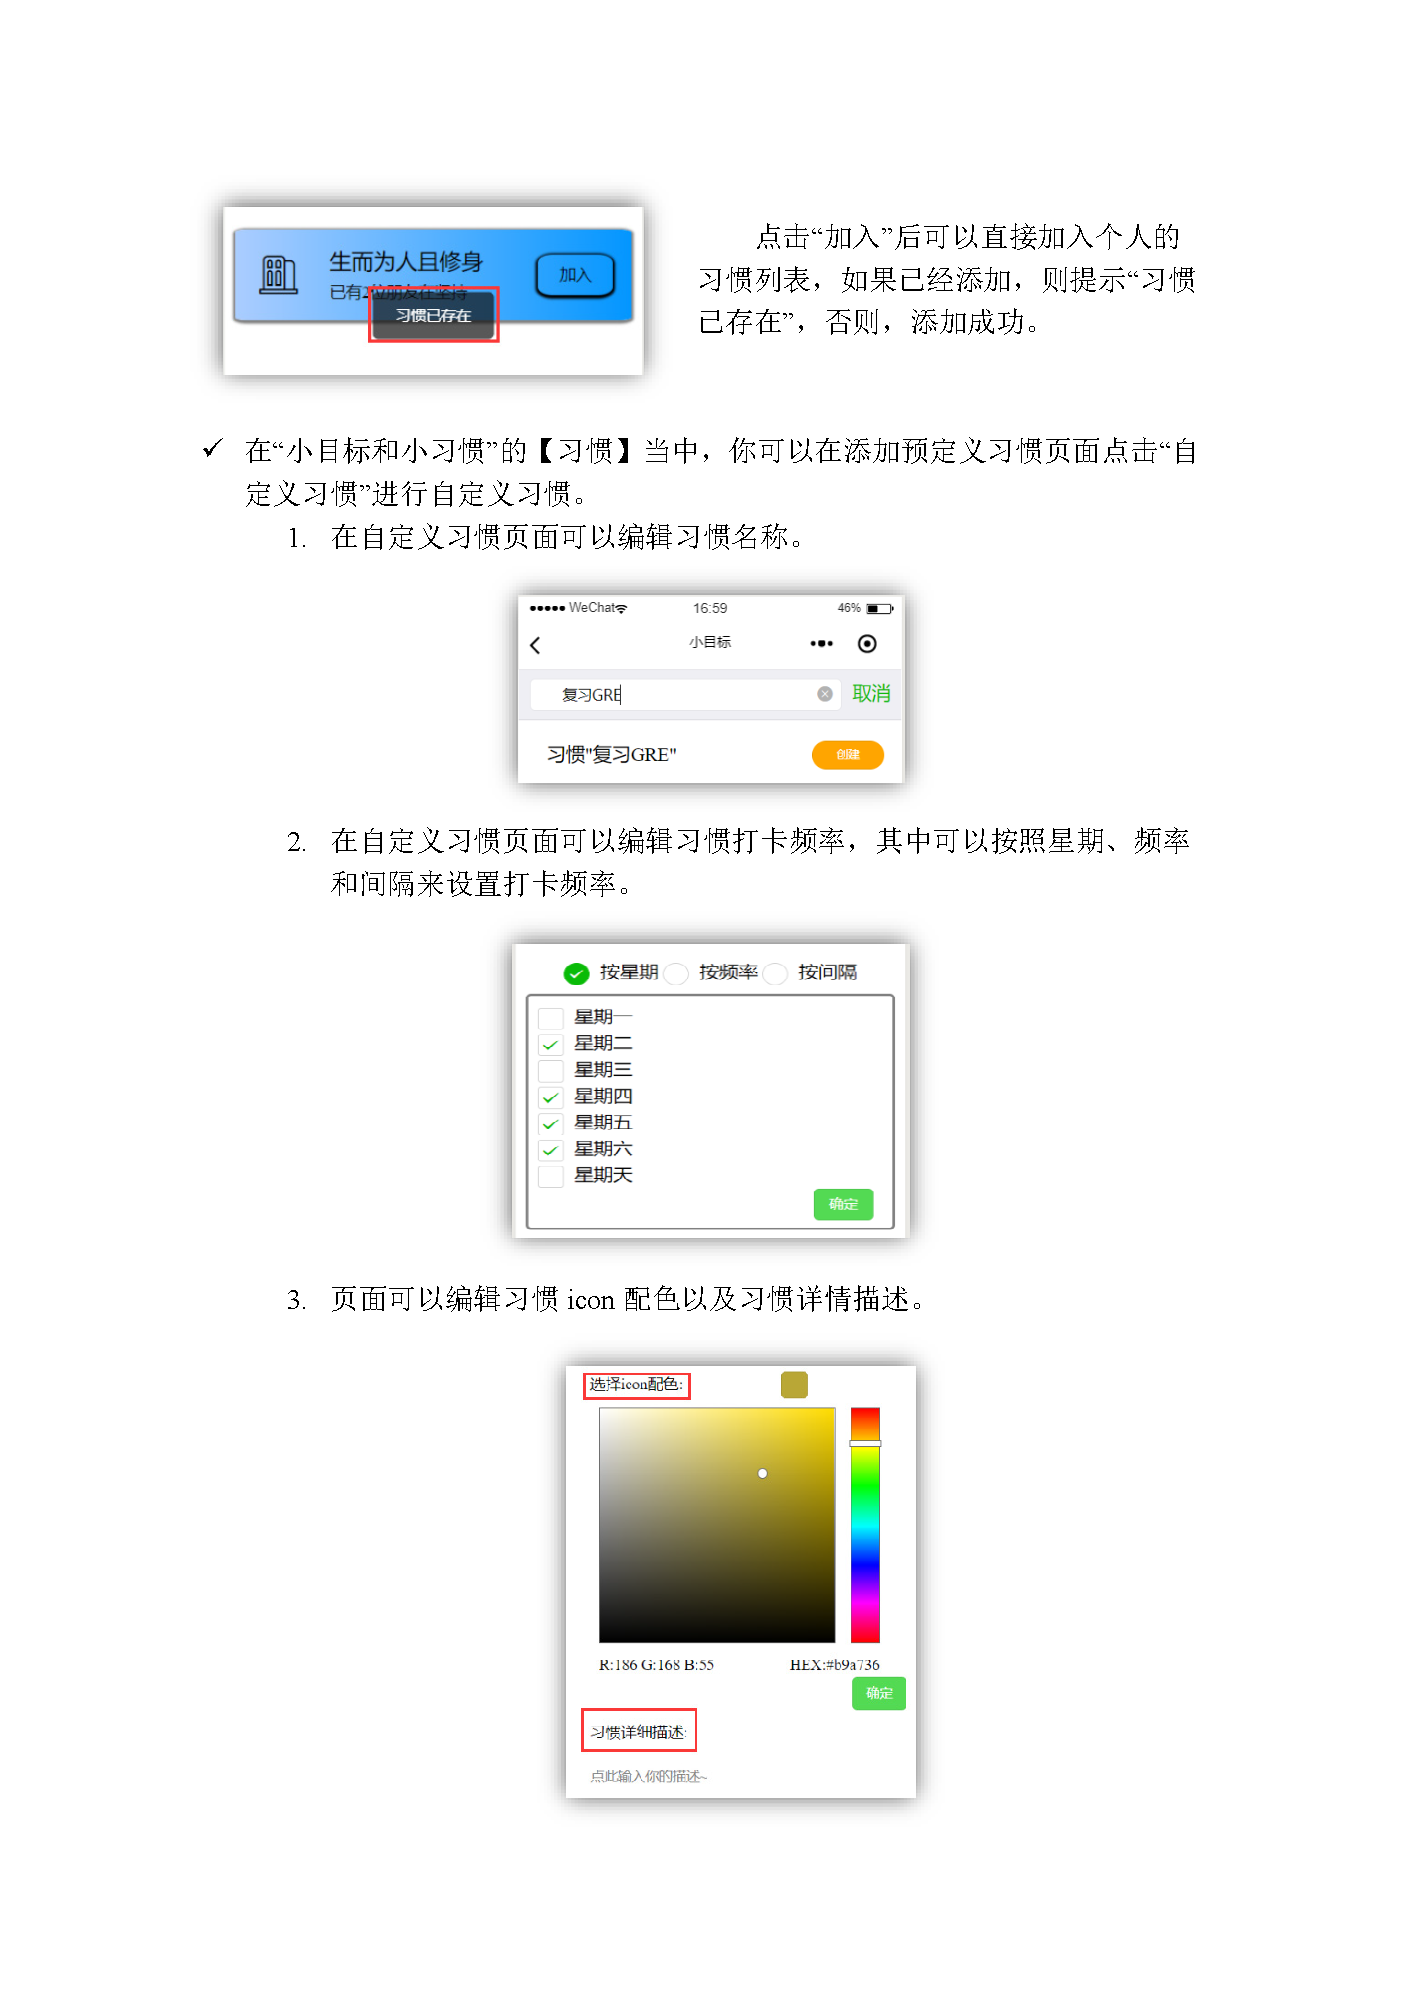 生而为人且修身
已有1位朋友在坚持
加入
习惯已存在
点击“加入”后可以直接加入个人的
习惯列表，如果已经添加，则提示“习惯
已存在”，否则，添加成功。
✓ 在“小目标和小习惯”的【习惯】当中，你可以在添加预定义习惯页面点击“自
定义习惯”进行自定义习惯。
1. 在自定义习惯页面可以编辑习惯名称。
●●●●● WeChat 16:59 46%
小目标
复习GRE 取消
习惯"复习GRE" 创建
2. 在自定义习惯页面可以编辑习惯打卡频率，其中可以按照星期、频率
和间隔来设置打卡频率。
按星期 按频率 按间隔
星期一
星期二
星期三
星期四
星期五
星期六
星期天
确定
3. 页面可以编辑习惯 icon 配色以及习惯详情描述。
选择icon配色:
R:186 G:168 B:55 HEX:#b9a736
确定
习惯详细描述:
点此输入你的描述~